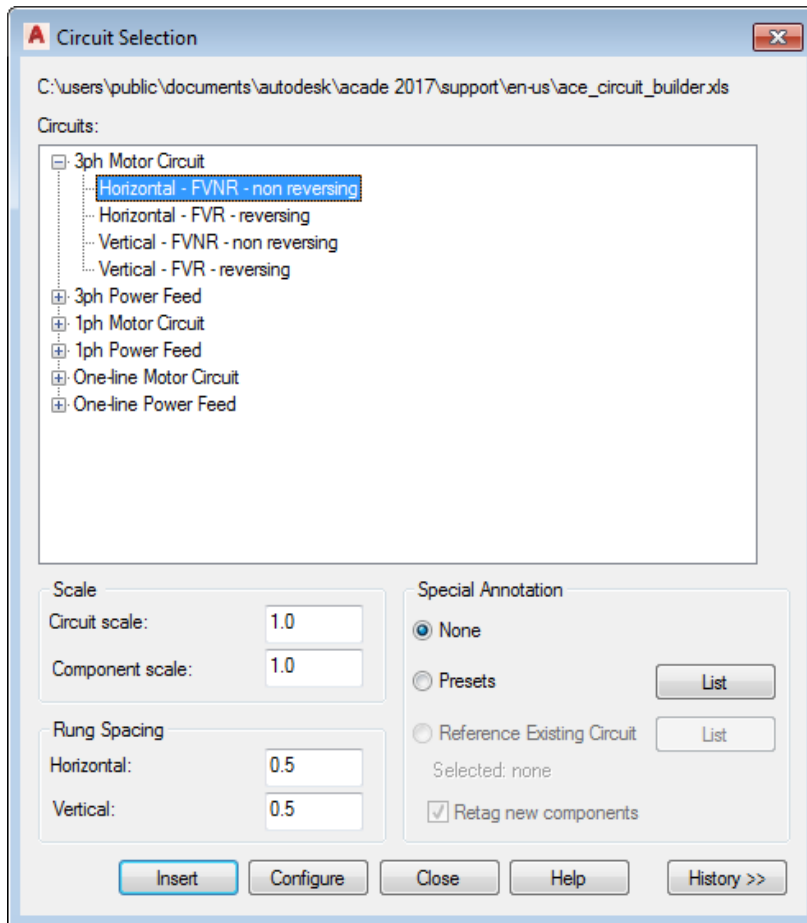 Circuit Selection
C:\users\public\documents\autodesk\acade 2017\support\en-us\ace_circuit_builder.xls
Circuits:
3ph Motor Circuit
Horizontal - FVNR - non reversing
Horizontal - FVR - reversing
Vertical - FVNR - non reversing
Vertical - FVR - reversing
3ph Power Feed
1ph Motor Circuit
1ph Power Feed
One-line Motor Circuit
One-line Power Feed
Scale
Circuit scale: 1.0
Component scale: 1.0
Rung Spacing
Horizontal: 0.5
Vertical: 0.5
Special Annotation
None
Presets List
Reference Existing Circuit List
Selected: none
Retag new components
Insert Configure Close Help History >>